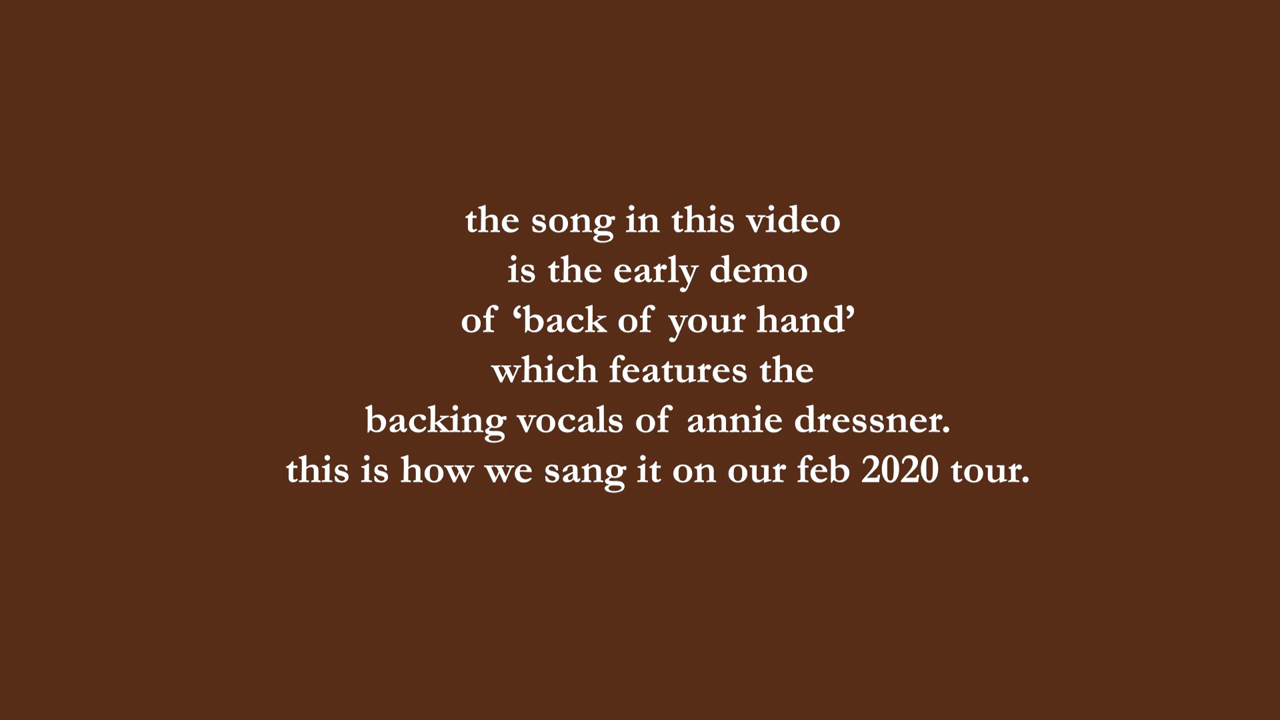 the song in this video
is the early demo
of ‘back of your hand’
which features the
backing vocals of annie dressner.
this is how we sang it on our feb 2020 tour.